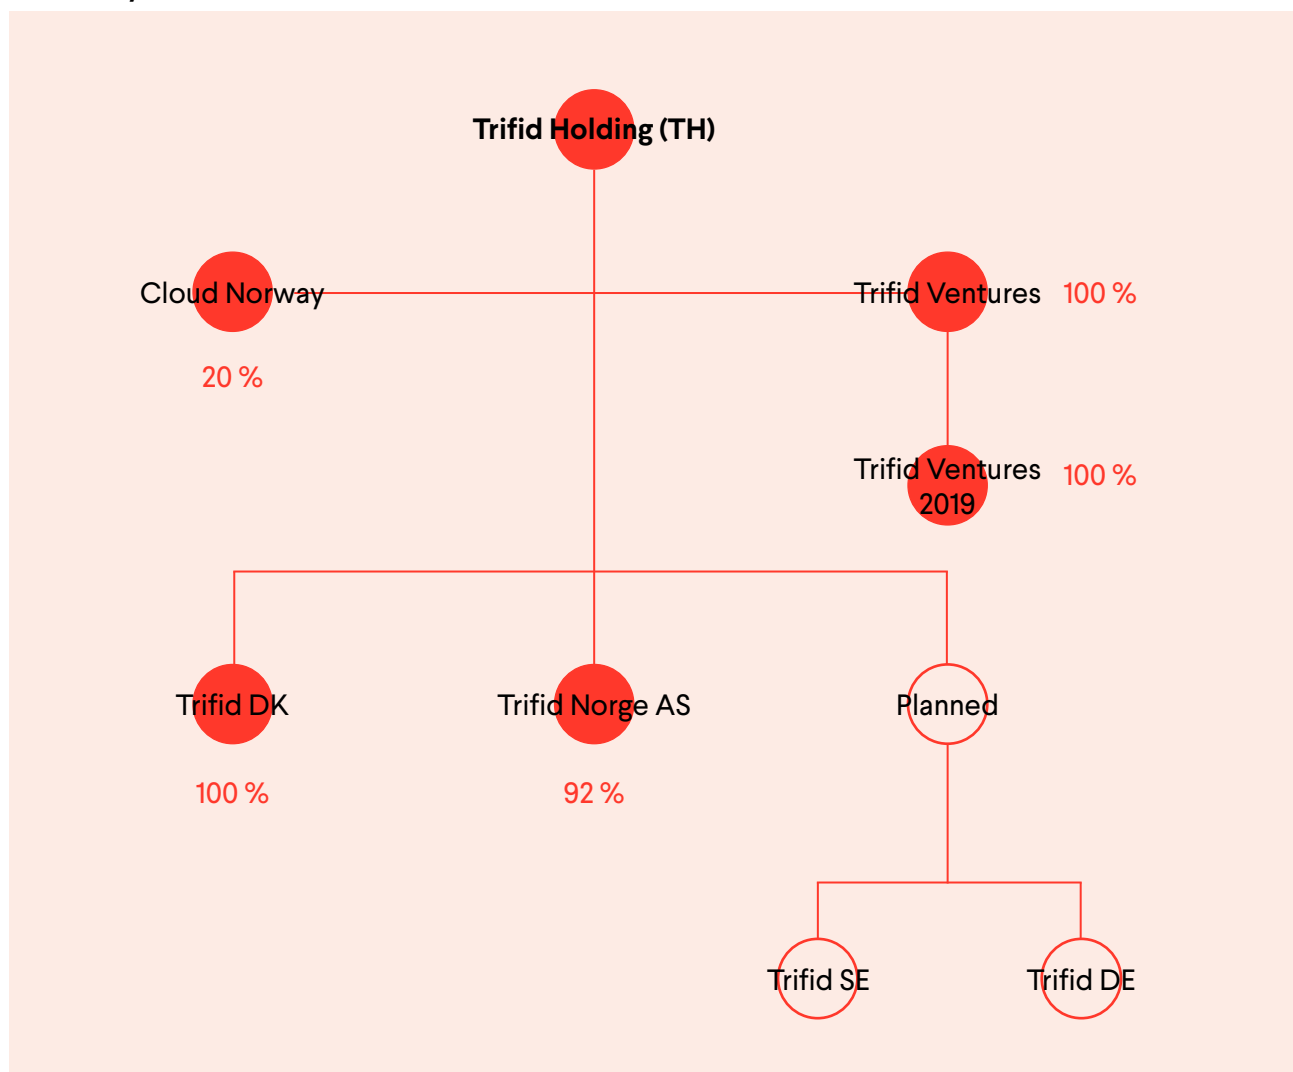 Trifid Holding (TH)
Cloud Norway
Trifid Ventures 100 %
20 %
Trifid Ventures 100 %
2019
Trifid DK
Trifid Norge AS
Planned
100 %
92 %
Trifid SE
Trifid DE